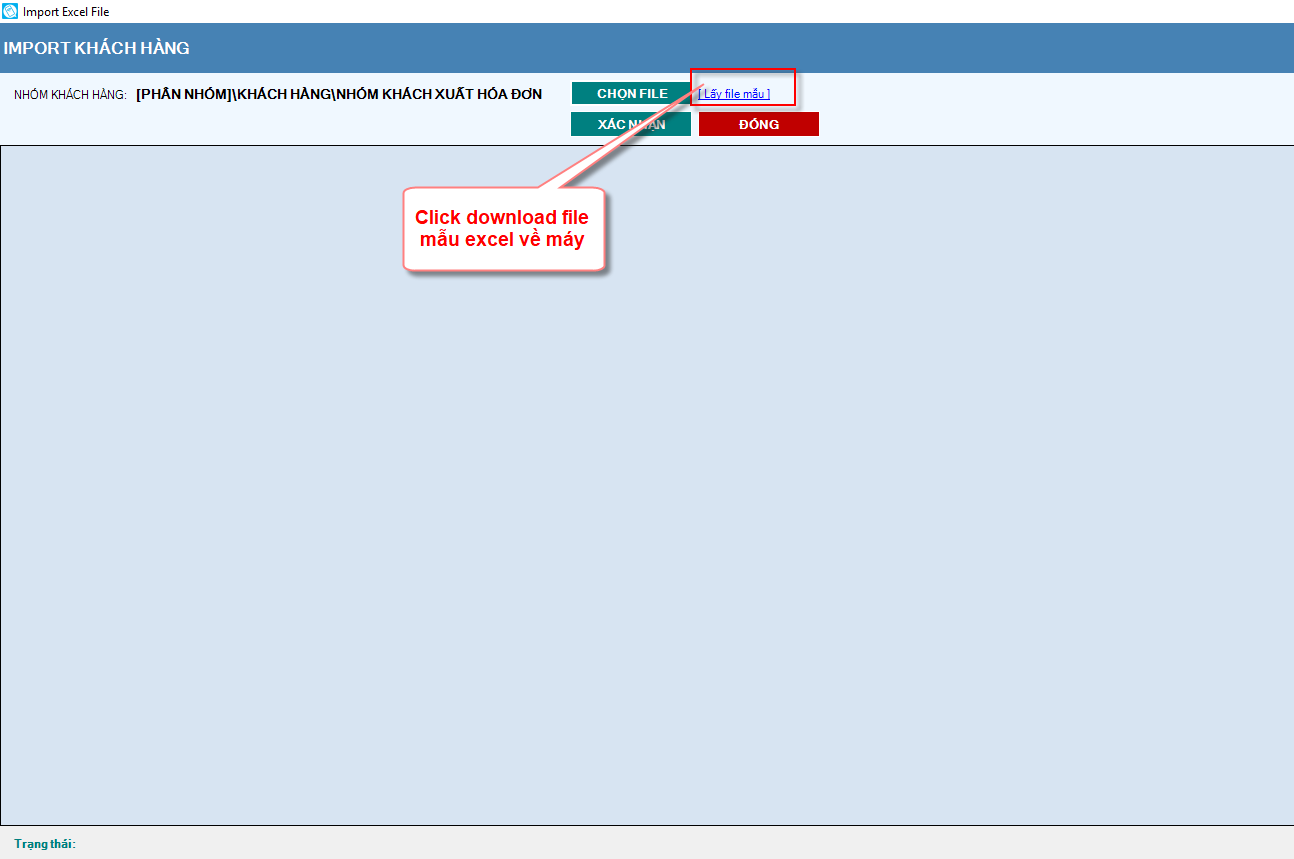 Import Excel File
IMPORT KHÁCH HÀNG
NHÓM KHÁCH HÀNG: [PHÂN NHÓM]\KHÁCH HÀNG\NHÓM KHÁCH XUẤT HÓA ĐƠN
CHỌN FILE
[ Lấy file mẫu ]
XÁC NHẬN
ĐÓNG
Click download file
mẫu excel về máy
Trạng thái: